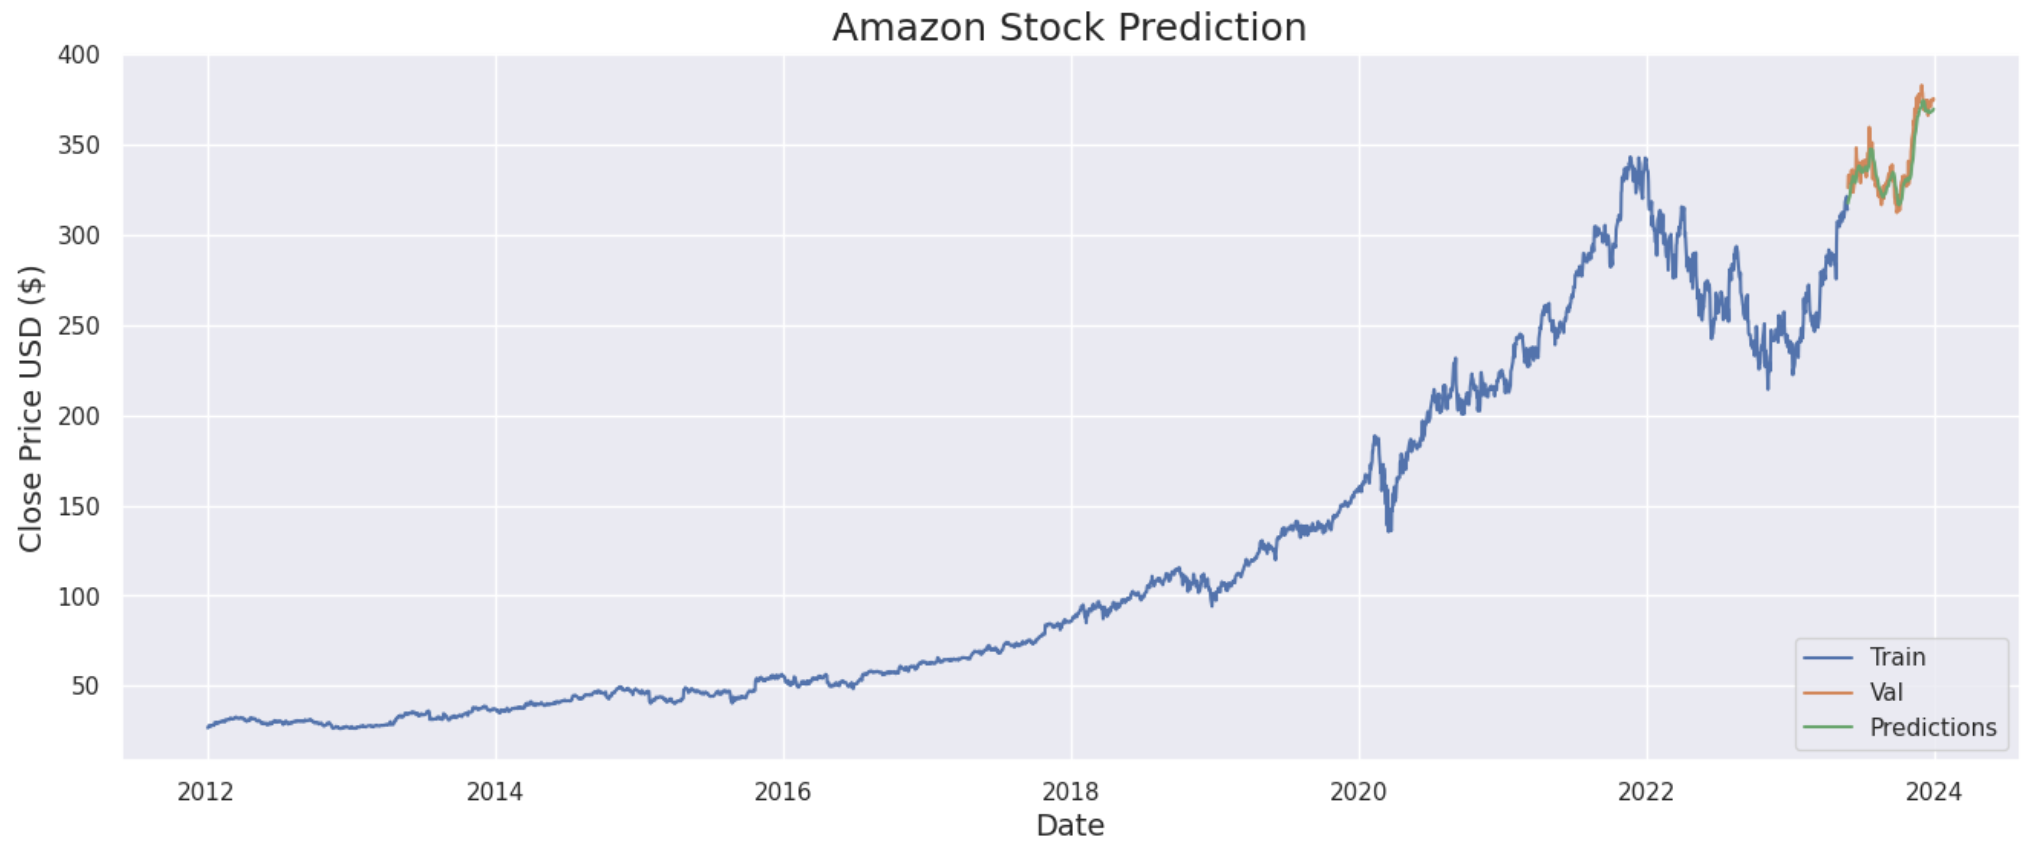 Amazon Stock Prediction
400
350
300
250
200
150
100
50
Close Price USD ($)
2012 2014 2016 2018 2020 2022 2024
Date
Train
Val
Predictions